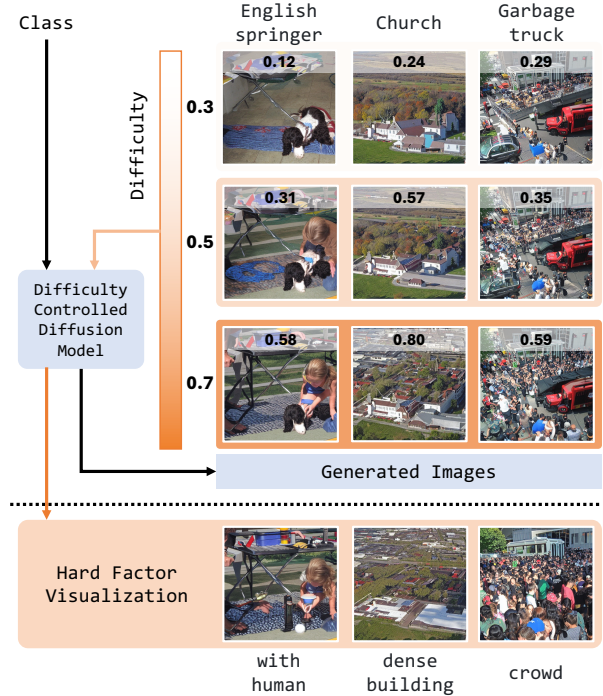 Class
English
springer
Church
Garbage
truck
Difficulty
0.3
0.12
0.24
0.29
0.5
0.31
0.57
0.35
Difficulty
Controlled
Diffusion
Model
0.7
0.58
0.80
0.59
Generated Images
Hard Factor
Visualization
with
human
dense
building
crowd